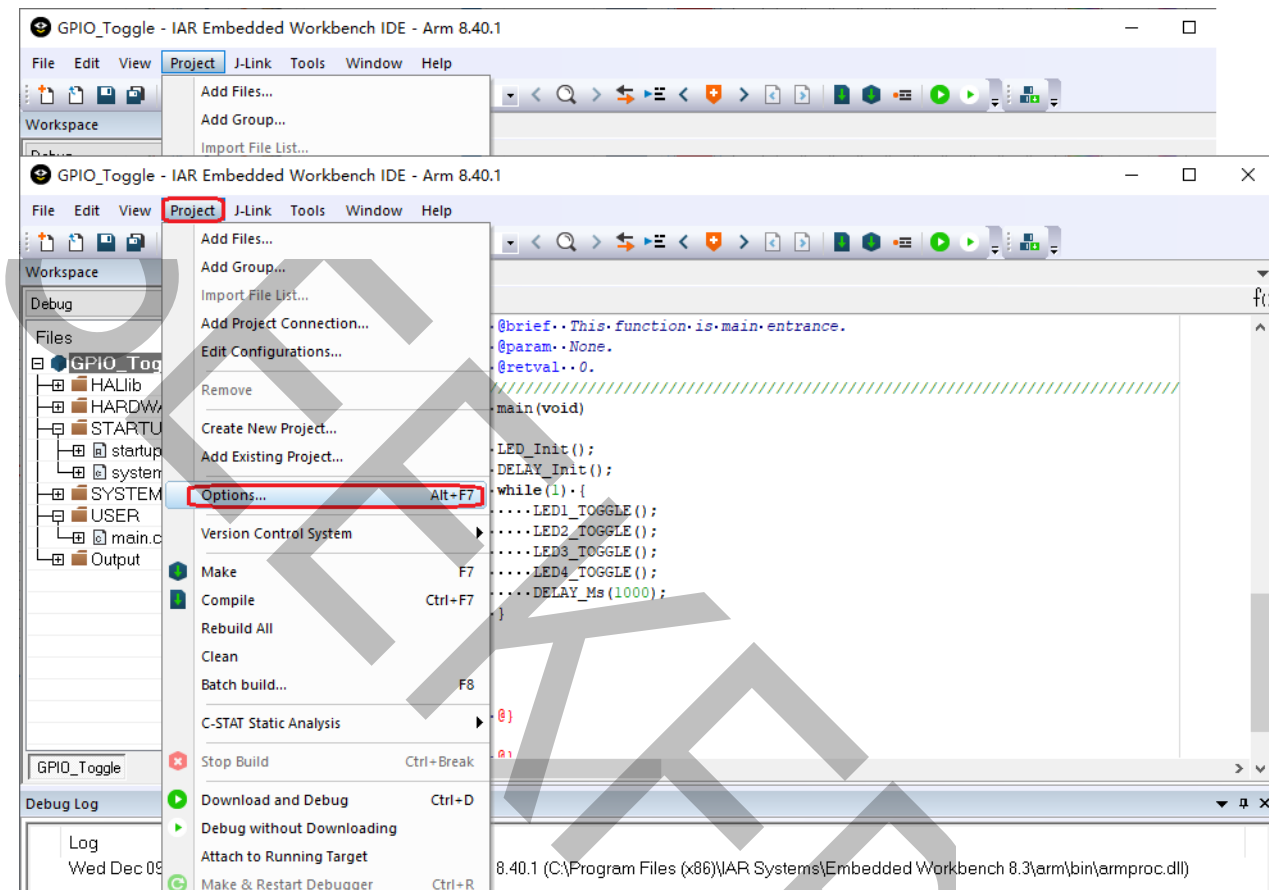 GPIO_Toggle - IAR Embedded Workbench IDE - Arm 8.40.1
File Edit View Project J-Link Tools Window Help
Add Files...
Workspace
Add Group...
Import File List...
GPIO_Toggle - IAR Embedded Workbench IDE - Arm 8.40.1
File Edit View Project J-Link Tools Window Help
Add Files...
Workspace
Add Group...
Debug
Import File List...
Add Project Connection...
Files
Edit Configurations...
GPIO_Tog
HALlib
Remove
HARDWA
STARTU
Create New Project...
startup
Add Existing Project...
system
SYSTEM
Options... Alt+F7
USER
main.c
Version Control System
Output
Make F7
Compile Ctrl+F7
Rebuild All
Clean
Batch build... F8
C-STAT Static Analysis
Stop Build Ctrl+Break
Download and Debug Ctrl+D
Debug without Downloading
Attach to Running Target
Make & Restart Debugger Ctrl+R
@brief··This·function·is·main·entrance.
@param··None.
@retval··0.
main(void)
LED_Init();
DELAY_Init();
while(1)·{
·····LED1_TOGGLE();
·····LED2_TOGGLE();
·····LED3_TOGGLE();
·····LED4_TOGGLE();
·····DELAY_Ms(1000);
·}
@}
@}
GPIO_Toggle
Debug Log
Log
Wed Dec 09
8.40.1 (C:\Program Files (x86)\IAR Systems\Embedded Workbench 8.3\arm\bin\armproc.dll)